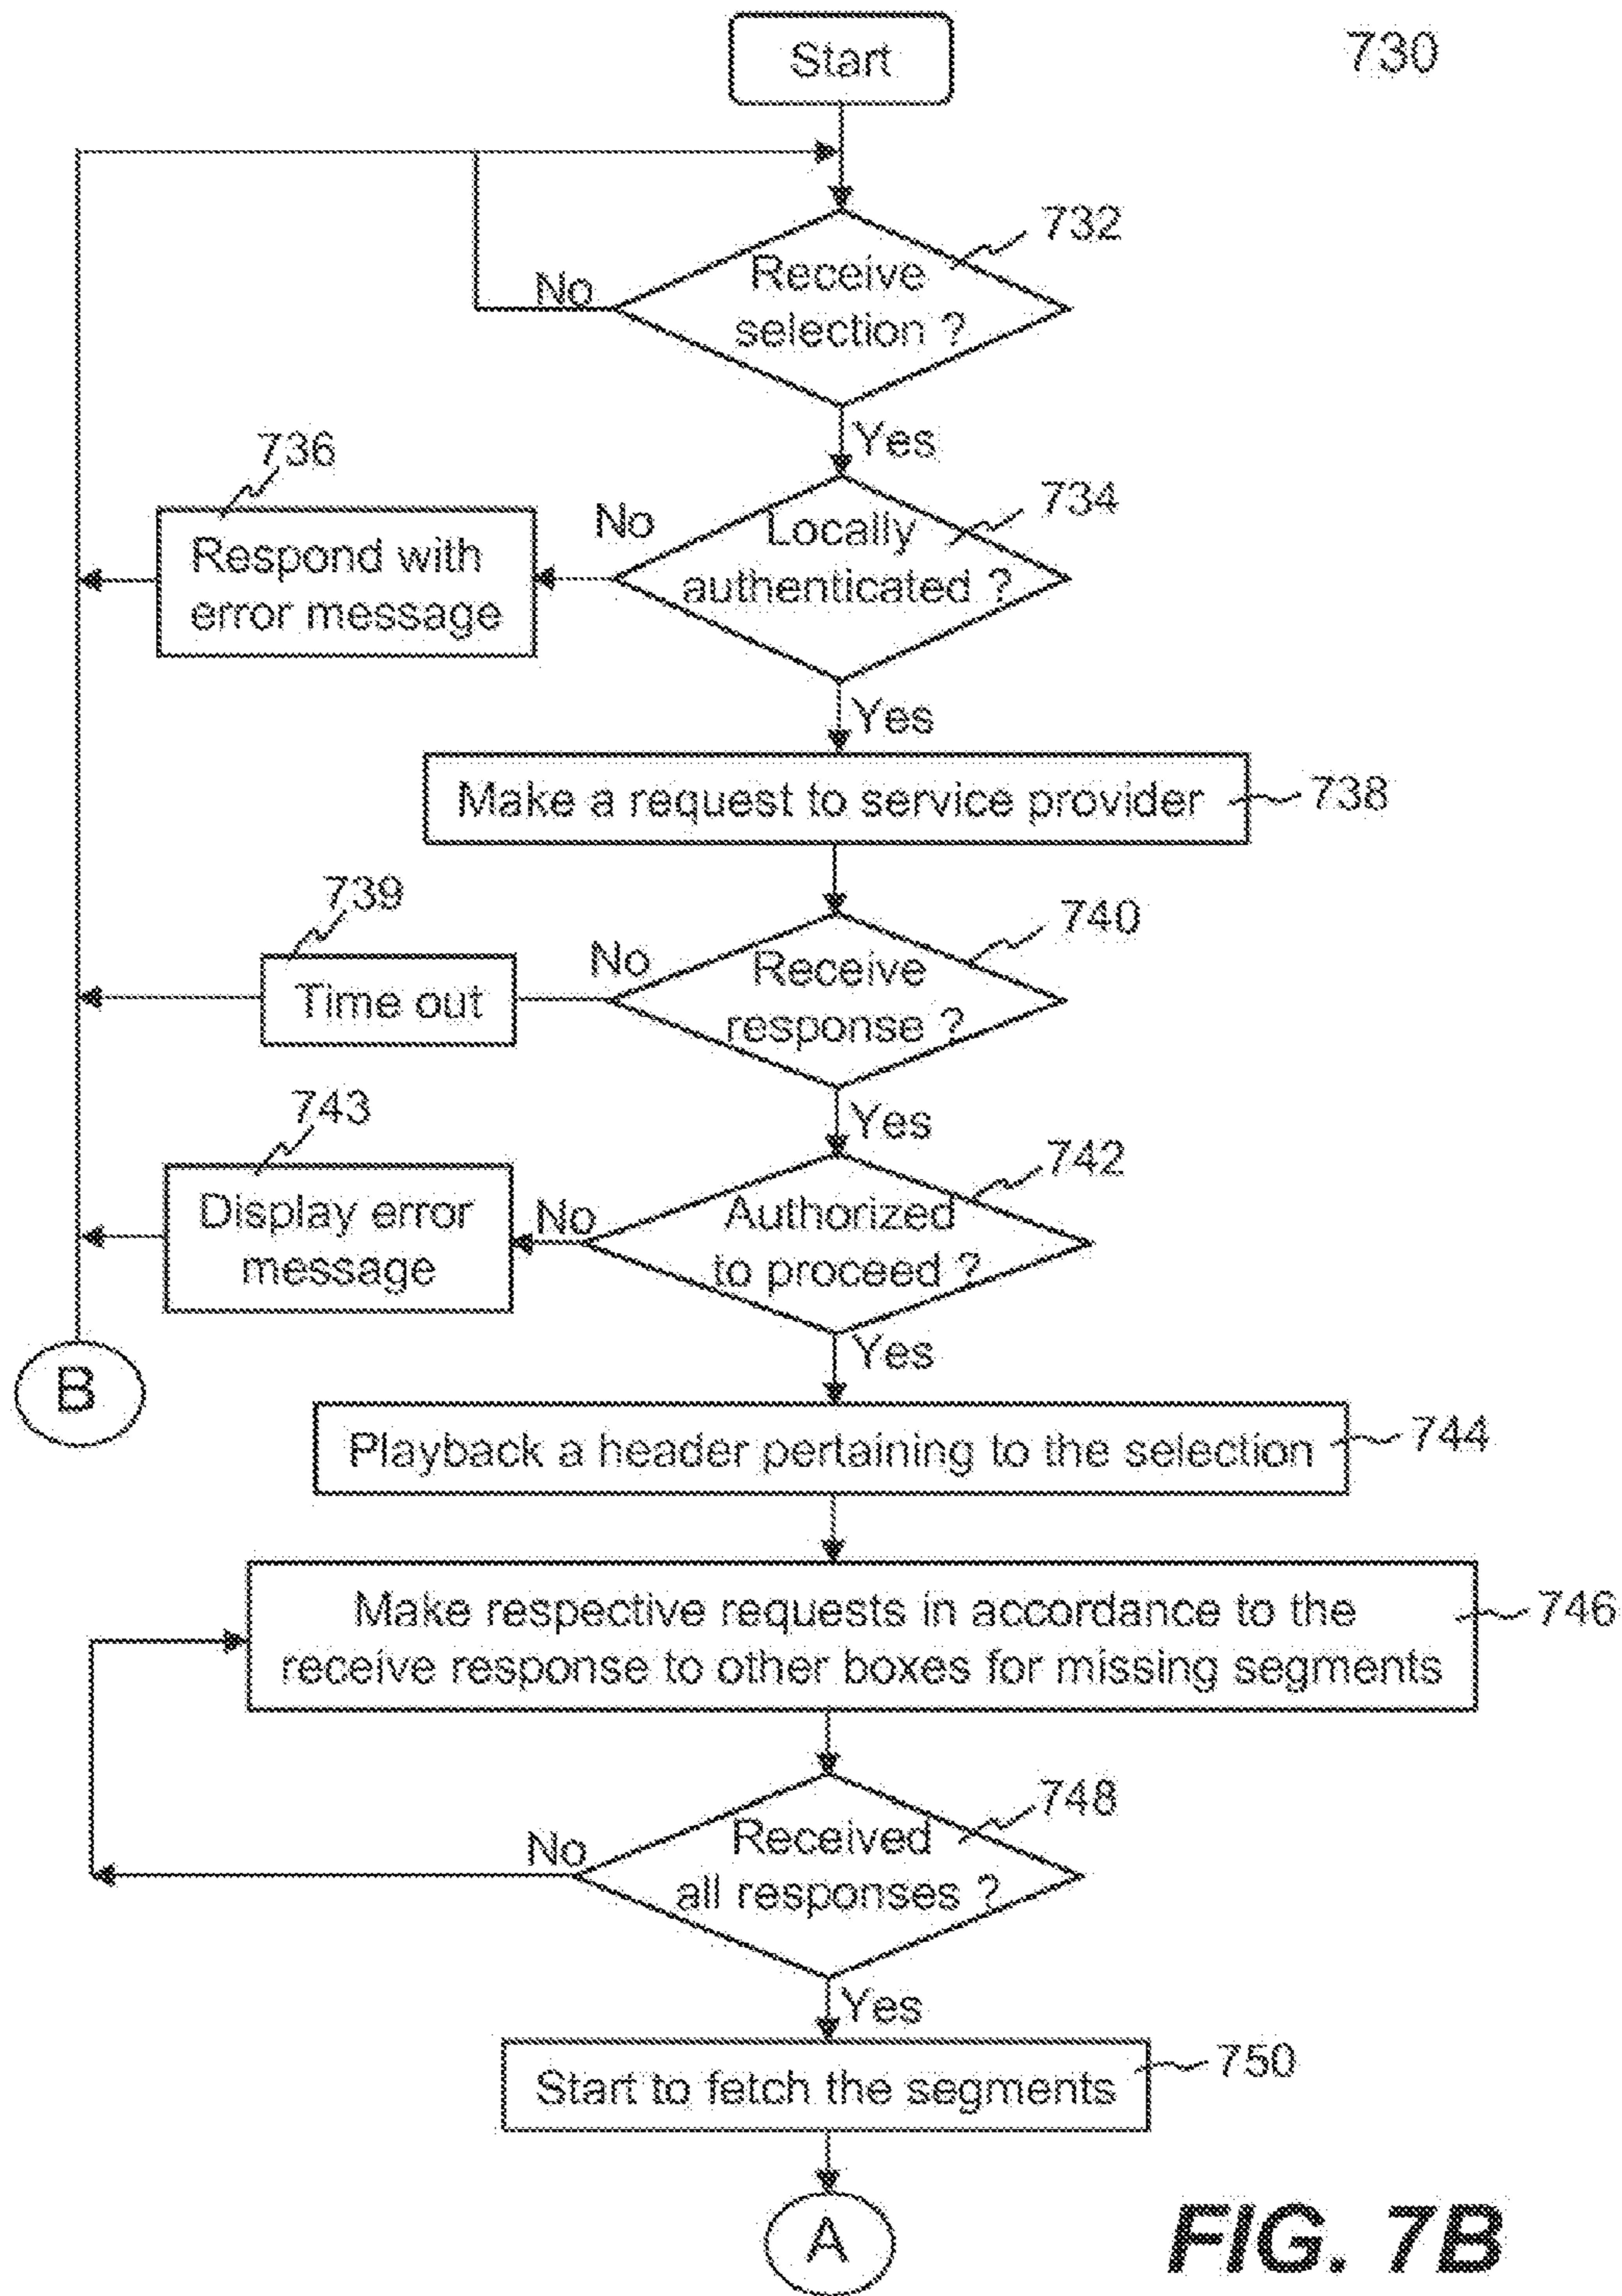 Start
730
732
Receive
selection ?
No
Yes
736
734
Respond with
error message
No
Locally
authenticated ?
Yes
Make a request to service provider
738
739
740
Time out
No
Receive
response ?
743
Yes
742
Display error
message
No
Authorized
to proceed ?
Yes
B
Playback a header pertaining to the selection
744
Make respective requests in accordance to the
receive response to other boxes for missing segments
746
748
Received
all responses ?
No
Yes
Start to fetch the segments
750
A
FIG. 7B